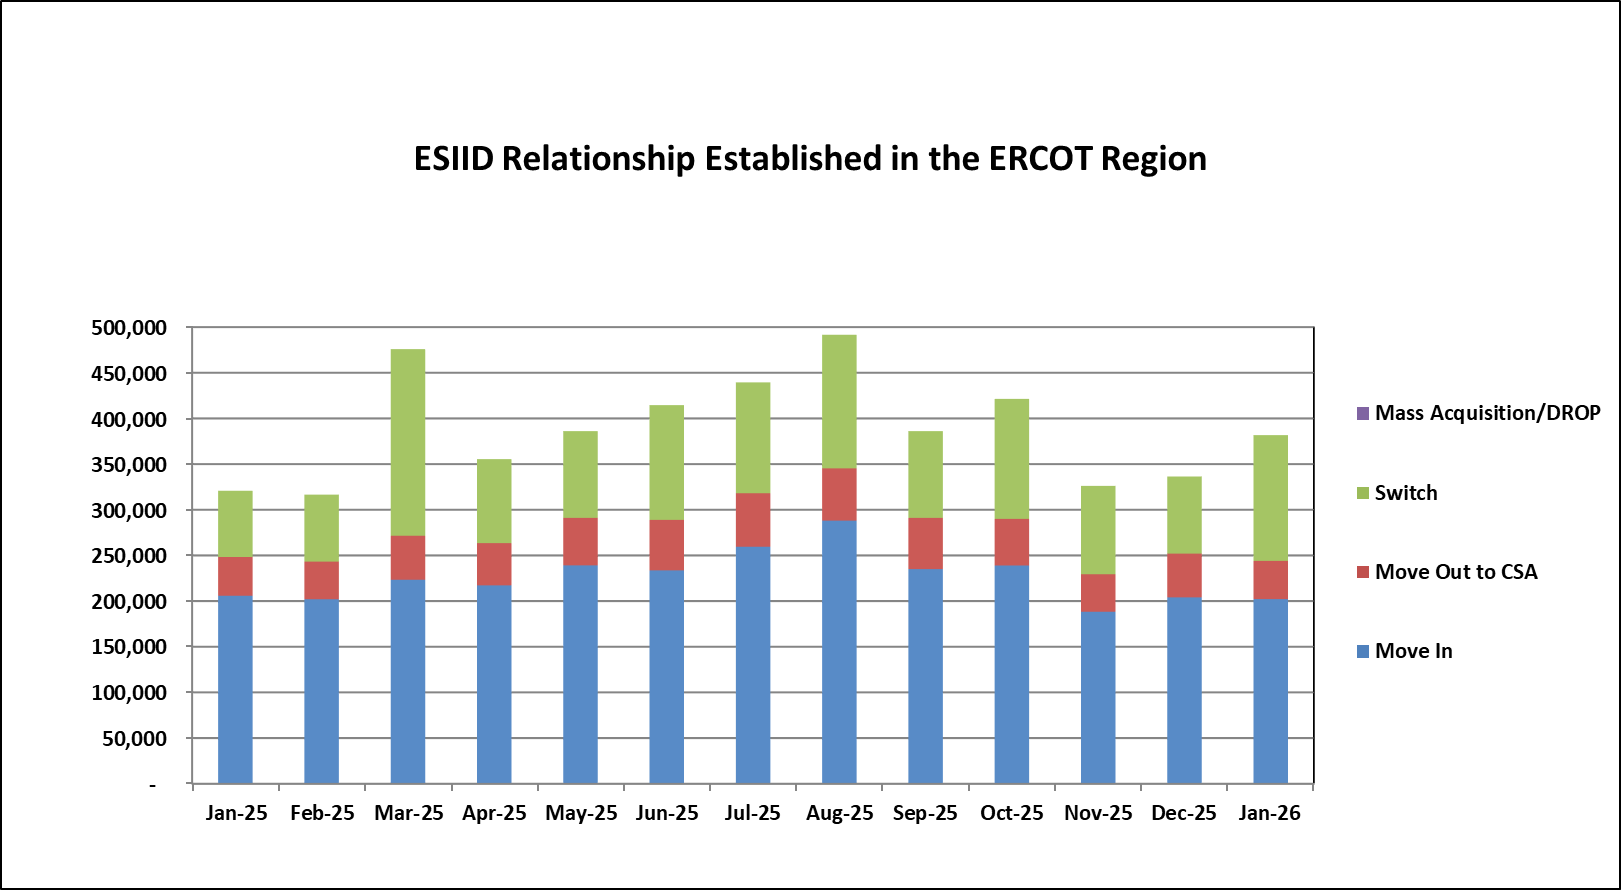 ESIID Relationship Established in the ERCOT Region
500,000
450,000
400,000
350,000
300,000
250,000
200,000
150,000
100,000
50,000
-
Jan-25 Feb-25 Mar-25 Apr-25 May-25 Jun-25 Jul-25 Aug-25 Sep-25 Oct-25 Nov-25 Dec-25 Jan-26
Mass Acquisition/DROP
Switch
Move Out to CSA
Move In